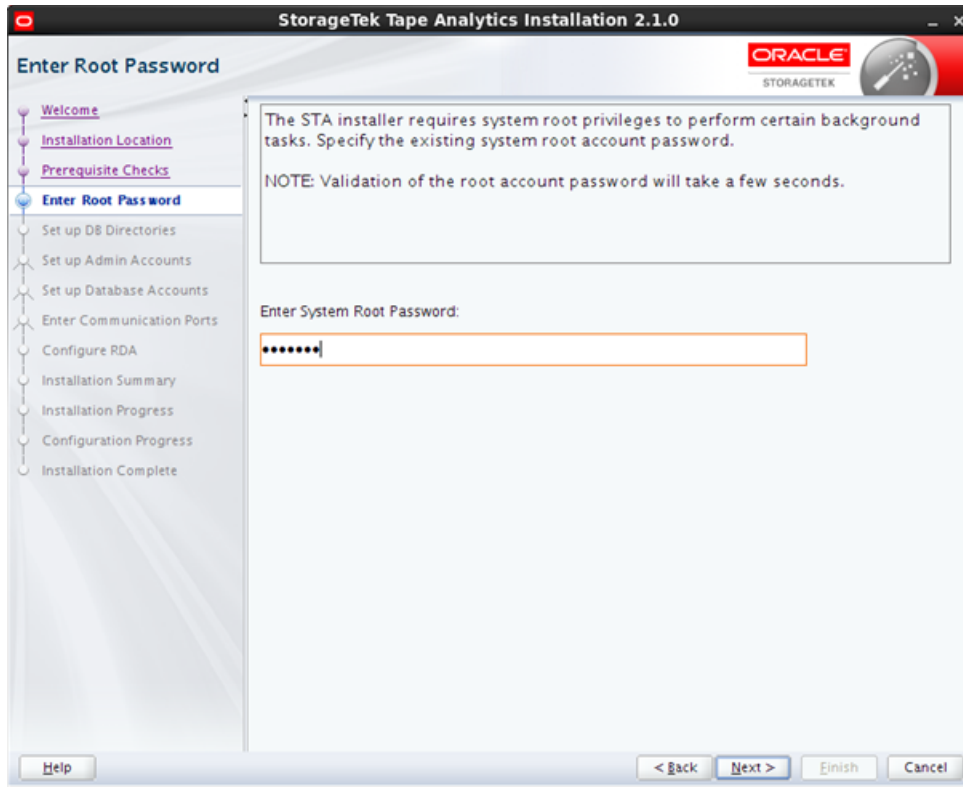 StorageTek Tape Analytics Installation 2.1.0
Enter Root Password
ORACLE
STORAGETEK
Welcome
Installation Location
Prerequisite Checks
Enter Root Password
Set up DB Directories
Set up Admin Accounts
Set up Database Accounts
Enter Communication Ports
Configure RDA
Installation Summary
Installation Progress
Configuration Progress
Installation Complete
The STA installer requires system root privileges to perform certain background
tasks. Specify the existing system root account password.
NOTE: Validation of the root account password will take a few seconds.
Enter System Root Password:
•••••••
Help
< Back
Next >
Finish
Cancel